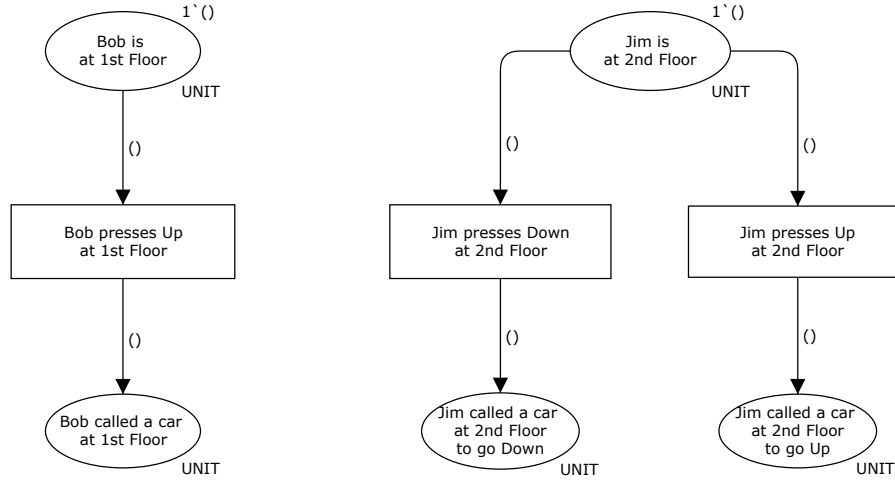 1`()
Bob is
at 1st Floor
UNIT
1`()
Jim is
at 2nd Floor
UNIT
()
()
()
Bob presses Up
at 1st Floor
Jim presses Down
at 2nd Floor
Jim presses Up
at 2nd Floor
()
()
()
Bob called a car
at 1st Floor
UNIT
Jim called a car
at 2nd Floor
to go Down
UNIT
Jim called a car
at 2nd Floor
to go Up
UNIT